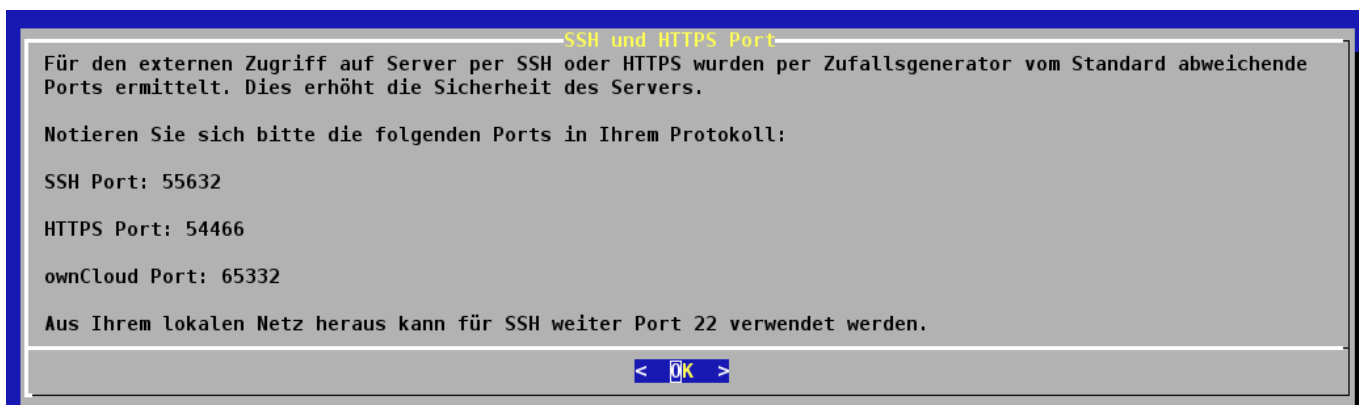 SSH und HTTPS Port
Für den externen Zugriff auf Server per SSH oder HTTPS wurden per Zufallsgenerator vom Standard abweichende
Ports ermittelt. Dies erhöht die Sicherheit des Servers.
Notieren Sie sich bitte die folgenden Ports in Ihrem Protokoll:
SSH Port: 55632
HTTPS Port: 54466
ownCloud Port: 65332
Aus Ihrem lokalen Netz heraus kann für SSH weiter Port 22 verwendet werden.
< OK >